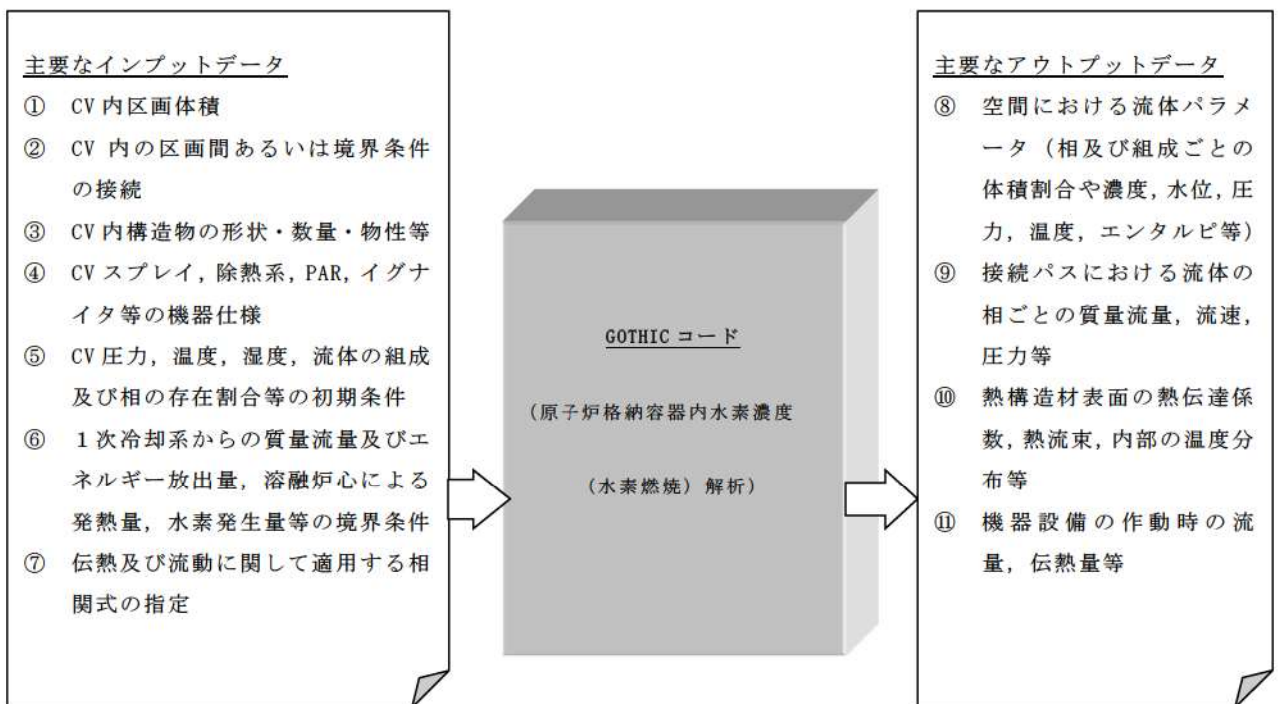 主要なインプットデータ
① CV内区画体積
② CV 内の区画間あるいは境界条件
の接続
③ CV内構造物の形状・数量・物性等
④ CVスプレイ, 除熱系, PAR, イグナ
イタ等の機器仕様
⑤ CV圧力, 温度, 湿度, 流体の組成
及び相の存在割合等の初期条件
⑥ 1次冷却系からの質量流量及びエ
ネルギー放出量, 溶融炉心による
発熱量, 水素発生量等の境界条件
⑦ 伝熱及び流動に関して適用する相
関式の指定
GOTHICコード
(原子炉格納容器内水素濃度
(水素燃焼)解析)
主要なアウトプットデータ
⑧ 空間における流体パラメ
ータ(相及び組成ごとの
体積割合や濃度, 水位, 圧
力, 温度, エンタルピ等)
⑨ 接続パスにおける流体の
相ごとの質量流量, 流速,
圧力等
⑩ 熱構造材表面の熱伝達係
数, 熱流束, 内部の温度分
布等
⑪ 機器設備の作動時の流
量, 伝熱量等